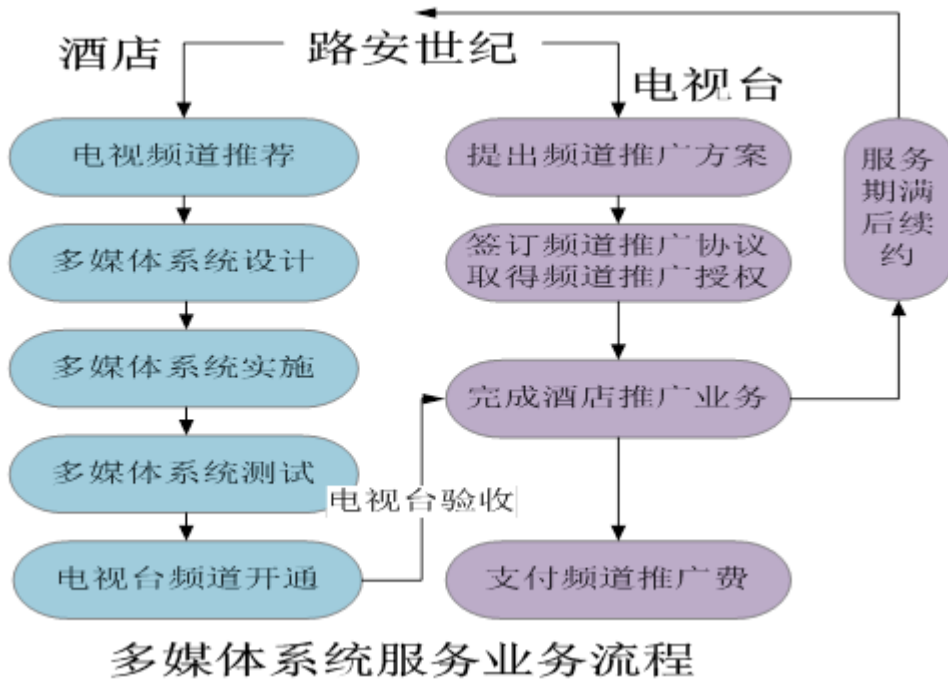 酒店
路安世纪
电视台
电视频道推荐
多媒体系统设计
多媒体系统实施
多媒体系统测试
电视台频道开通
电视台验收
提出频道推广方案
签订频道推广协议
取得频道推广授权
完成酒店推广业务
支付频道推广费
服务
期满
后续
约
多媒体系统服务业务流程